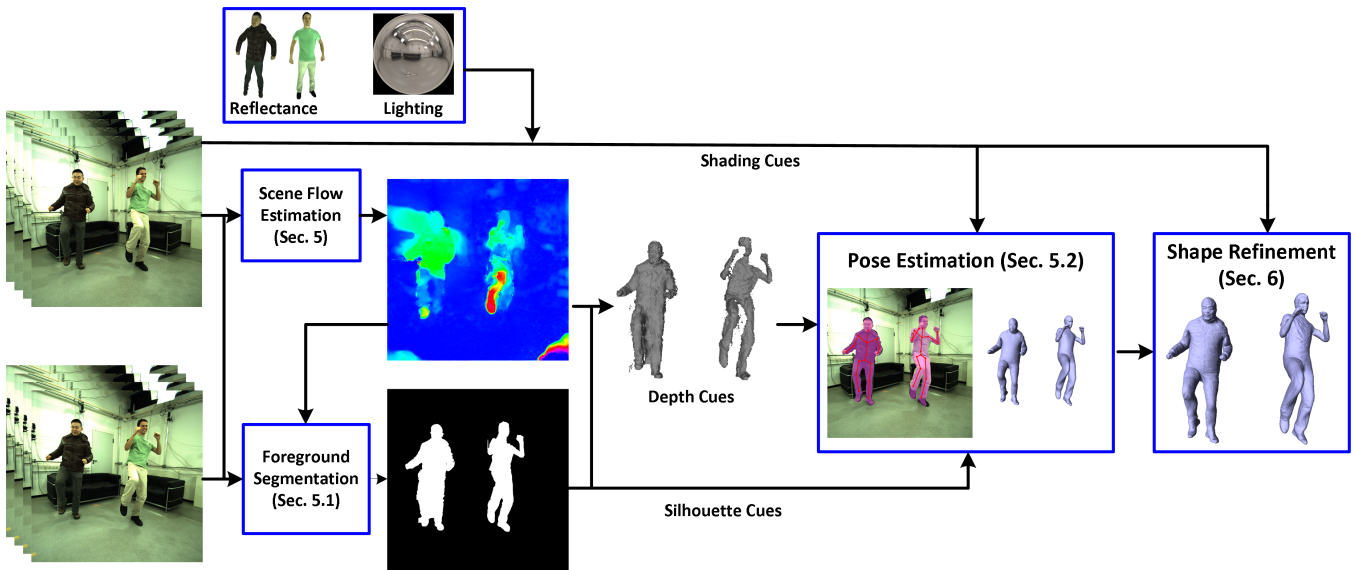 Reflectance
Lighting
Shading Cues
Scene Flow
Estimation
(Sec. 5)
Pose Estimation (Sec. 5.2)
Shape Refinement
(Sec. 6)
Depth Cues
Foreground
Segmentation
(Sec. 5.1)
Silhouette Cues